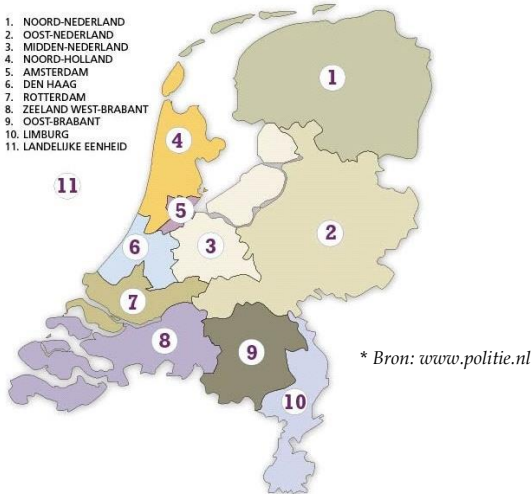 1. NOORD-NEDERLAND
2. OOST-NEDERLAND
3. MIDDEN-NEDERLAND
4. NOORD-HOLLAND
5. AMSTERDAM
6. DEN HAAG
7. ROTTERDAM
8. ZEELAND WEST-BRABANT
9. OOST-BRABANT
10. LIMBURG
11. LANDELIJKE EENHEID
1
4
11
5
2
6
3
7
8
9
* Bron: www.politie.nl
10